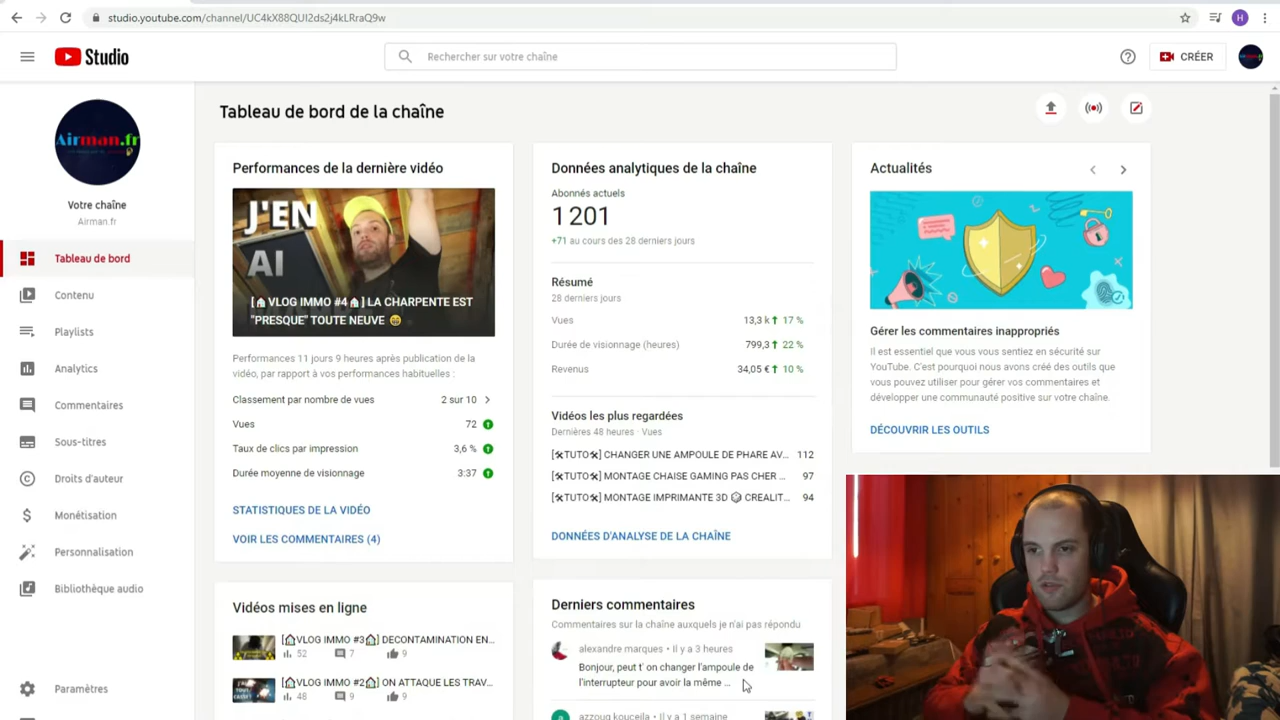 studio.youtube.com/channel/UC4kX88QUI2ds2j4kLRraQ9w
H
Studio
Rechercher sur votre chaîne
CRÉER
Airman.fr
Votre chaîne
Airman.fr
Tableau de bord
Contenu
Playlists
Analytics
Commentaires
Sous-titres
Droits d'auteur
Monétisation
Personnalisation
Bibliothèque audio
Paramètres
Tableau de bord de la chaîne
Performances de la dernière vidéo
J'EN
AI
[🏠VLOG IMMO #4🏠] LA CHARPENTE EST
"PRESQUE" TOUTE NEUVE 😁
Performances 11 jours 9 heures après publication de la
vidéo, par rapport à vos performances habituelles :
Classement par nombre de vues 2 sur 10
Vues 72
Taux de clics par impression 3,6 %
Durée moyenne de visionnage 3:37
STATISTIQUES DE LA VIDÉO
VOIR LES COMMENTAIRES (4)
Vidéos mises en ligne
[🏠VLOG IMMO #3🏠] DECONTAMINATION EN...
52 7 9
[🏠VLOG IMMO #2🏠] ON ATTAQUE LES TRAV...
48 9 9
Données analytiques de la chaîne
Abonnés actuels
1 201
+71 au cours des 28 derniers jours
Résumé
28 derniers jours
Vues 13,3 k 17 %
Durée de visionnage (heures) 799,3 22 %
Revenus 34,05 € 10 %
Vidéos les plus regardées
Dernières 48 heures · Vues
[🛠TUTO🛠] CHANGER UNE AMPOULE DE PHARE AV... 112
[🛠TUTO🛠] MONTAGE CHAISE GAMING PAS CHER ... 97
[🛠TUTO🛠] MONTAGE IMPRIMANTE 3D 🎲 CREALIT... 94
DONNÉES D'ANALYSE DE LA CHAÎNE
Derniers commentaires
Commentaires sur la chaîne auxquels je n'ai pas répondu
alexandre marques · Il y a 3 heures
Bonjour, peut t' on changer l'ampoule de
l'interrupteur pour avoir la même ...
azzoug kouceila · Il y a 1 semaine
Actualités
Gérer les commentaires inappropriés
Il est essentiel que vous vous sentiez en sécurité sur
YouTube. C'est pourquoi nous avons créé des outils que
vous pouvez utiliser pour gérer vos commentaires et
développer une communauté positive sur votre chaîne.
DÉCOUVRIR LES OUTILS